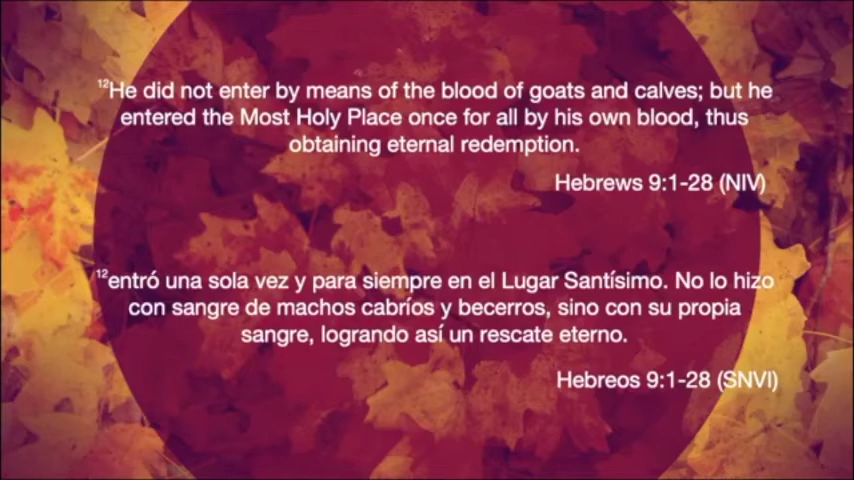 ¹²He did not enter by means of the blood of goats and calves; but he
entered the Most Holy Place once for all by his own blood, thus
obtaining eternal redemption.
Hebrews 9:1-28 (NIV)
¹²entró una sola vez y para siempre en el Lugar Santísimo. No lo hizo
con sangre de machos cabríos y becerros, sino con su propia
sangre, logrando así un rescate eterno.
Hebreos 9:1-28 (SNVI)